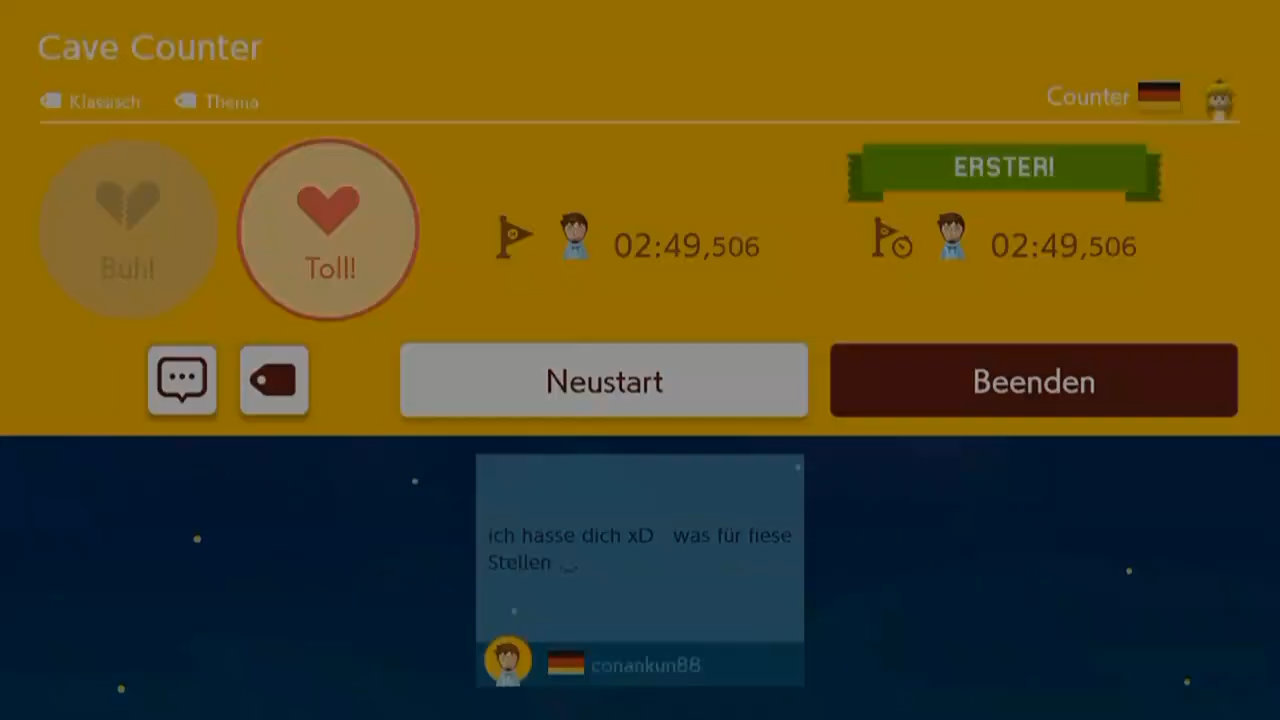 Cave Counter
Klassisch Thema
Counter
ERSTER!
Buh!
Toll!
02:49,506
02:49,506
Neustart
Beenden
ich hasse dich xD was für fiese
Stellen ._.
conankun88